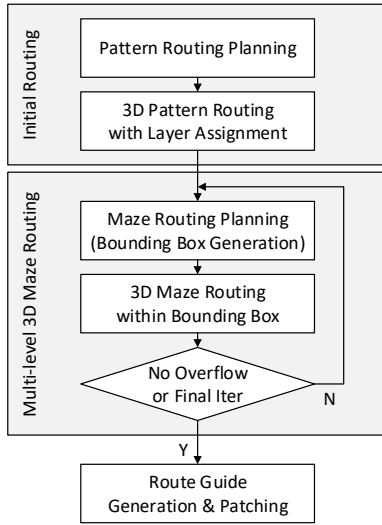 Initial Routing
Pattern Routing Planning
3D Pattern Routing
with Layer Assignment
Multi-level 3D Maze Routing
Maze Routing Planning
(Bounding Box Generation)
3D Maze Routing
within Bounding Box
No Overflow
or Final Iter
N
Y
Route Guide
Generation & Patching